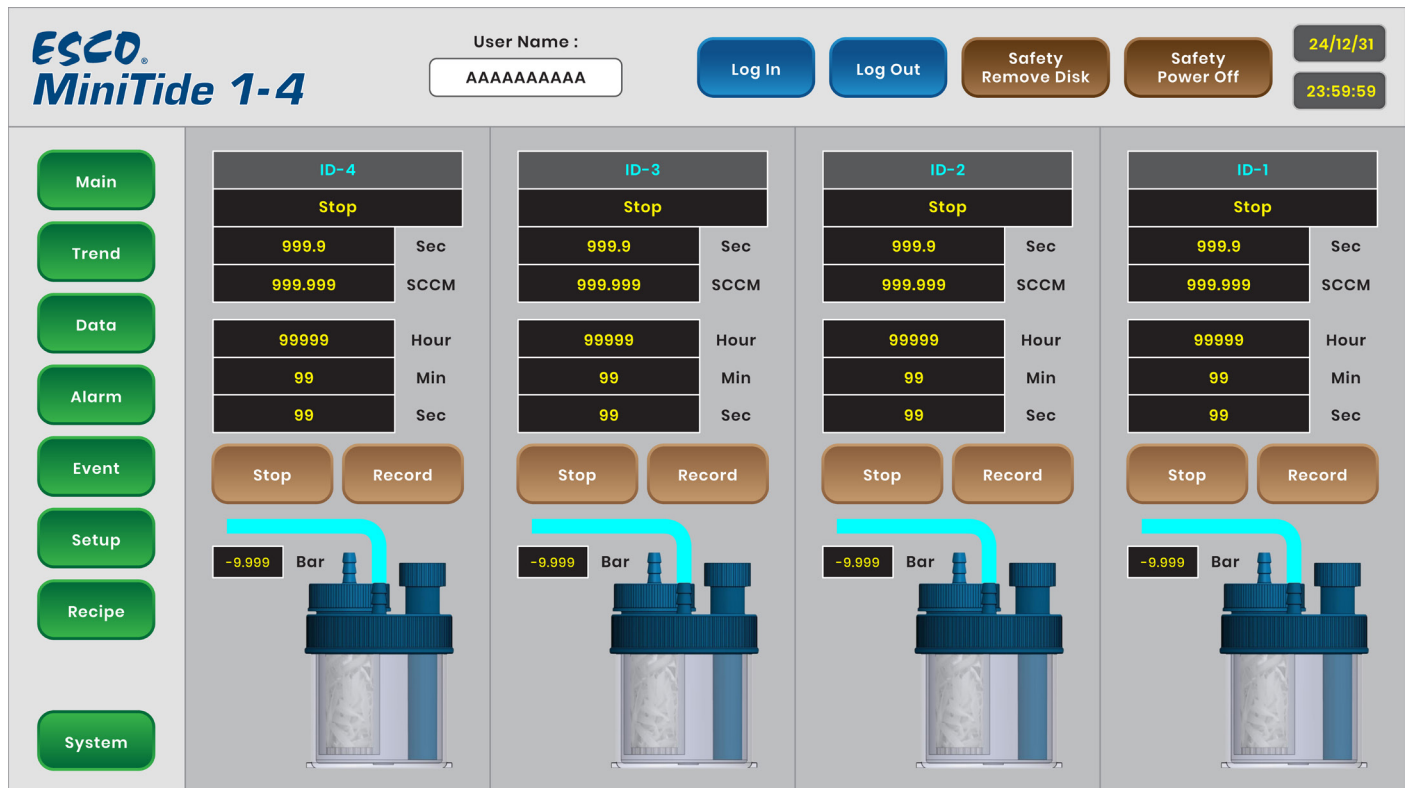 ESCO®
MiniTide 1-4
User Name :
AAAAAAAAAA
Log In
Log Out
Safety
Remove Disk
Safety
Power Off
24/12/31
23:59:59
Main
Trend
Data
Alarm
Event
Setup
Recipe
System
ID-4
Stop
999.9 Sec
999.999 SCCM
99999 Hour
99 Min
99 Sec
Stop Record
-9.999 Bar
ID-3
Stop
999.9 Sec
999.999 SCCM
99999 Hour
99 Min
99 Sec
Stop Record
-9.999 Bar
ID-2
Stop
999.9 Sec
999.999 SCCM
99999 Hour
99 Min
99 Sec
Stop Record
-9.999 Bar
ID-1
Stop
999.9 Sec
999.999 SCCM
99999 Hour
99 Min
99 Sec
Stop Record
-9.999 Bar